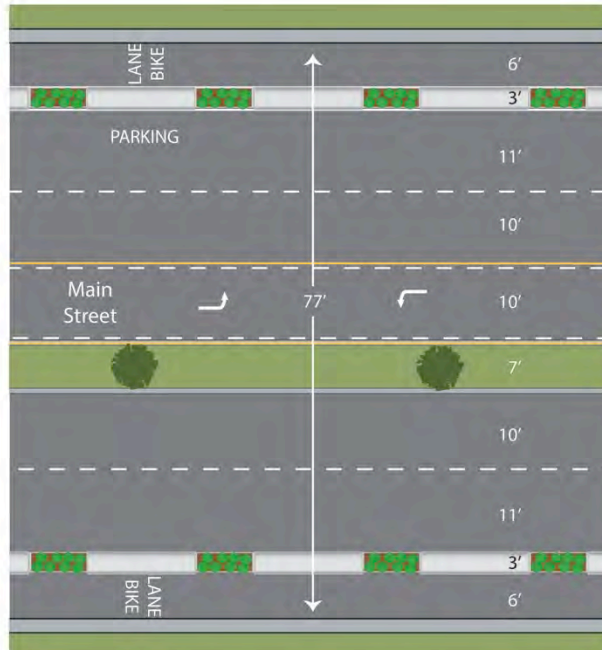 LANE
BIKE
6'
3'
PARKING
11'
10'
Main
Street
77'
10'
7'
10'
11'
3'
LANE
BIKE
6'